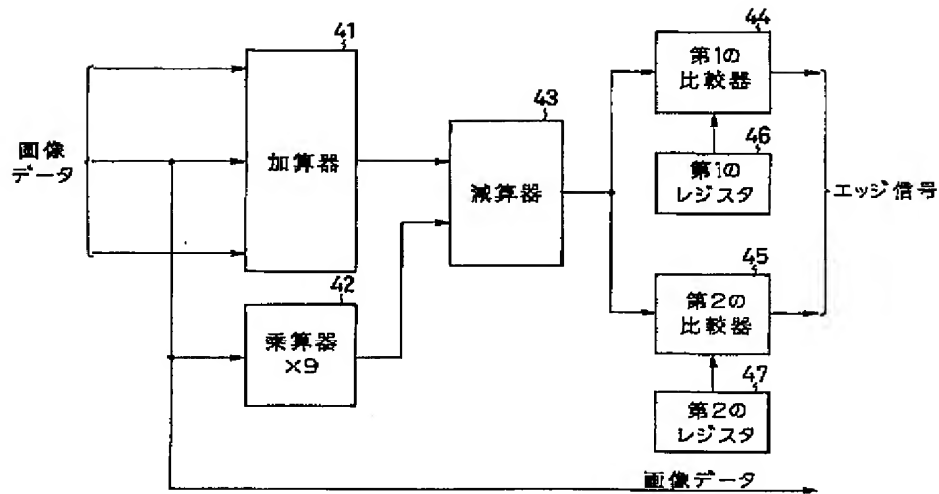 41
加算器
画像
データ
42
乗算器
×9
43
減算器
44
第1の
比較器
46
第1の
レジスタ
エッジ信号
45
第2の
比較器
47
第2の
レジスタ
画像データ